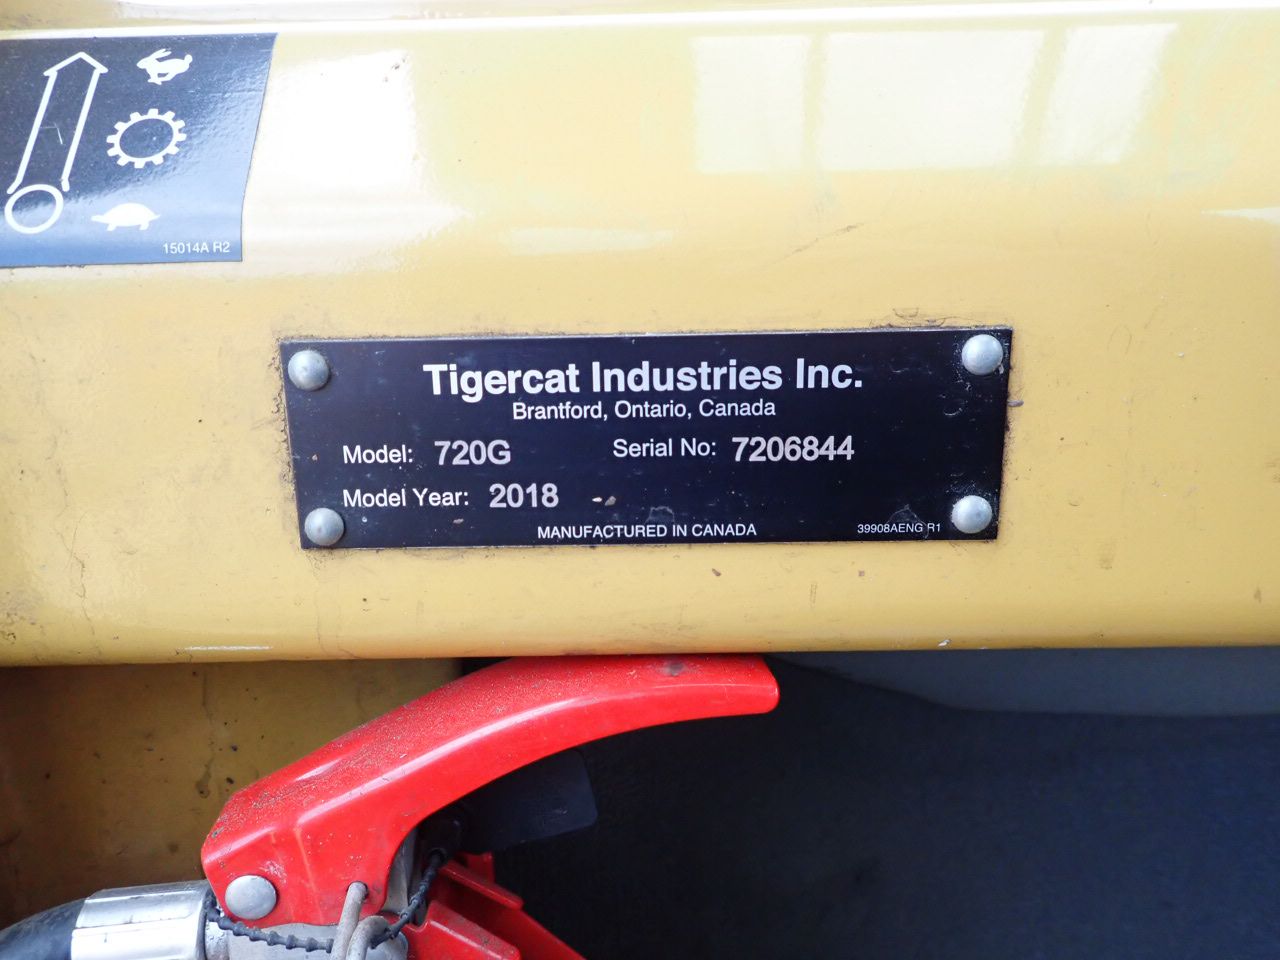 15014A R2
Tigercat Industries Inc.
Brantford, Ontario, Canada
Model: 720G Serial No: 7206844
Model Year: 2018
MANUFACTURED IN CANADA 39908AENG R1